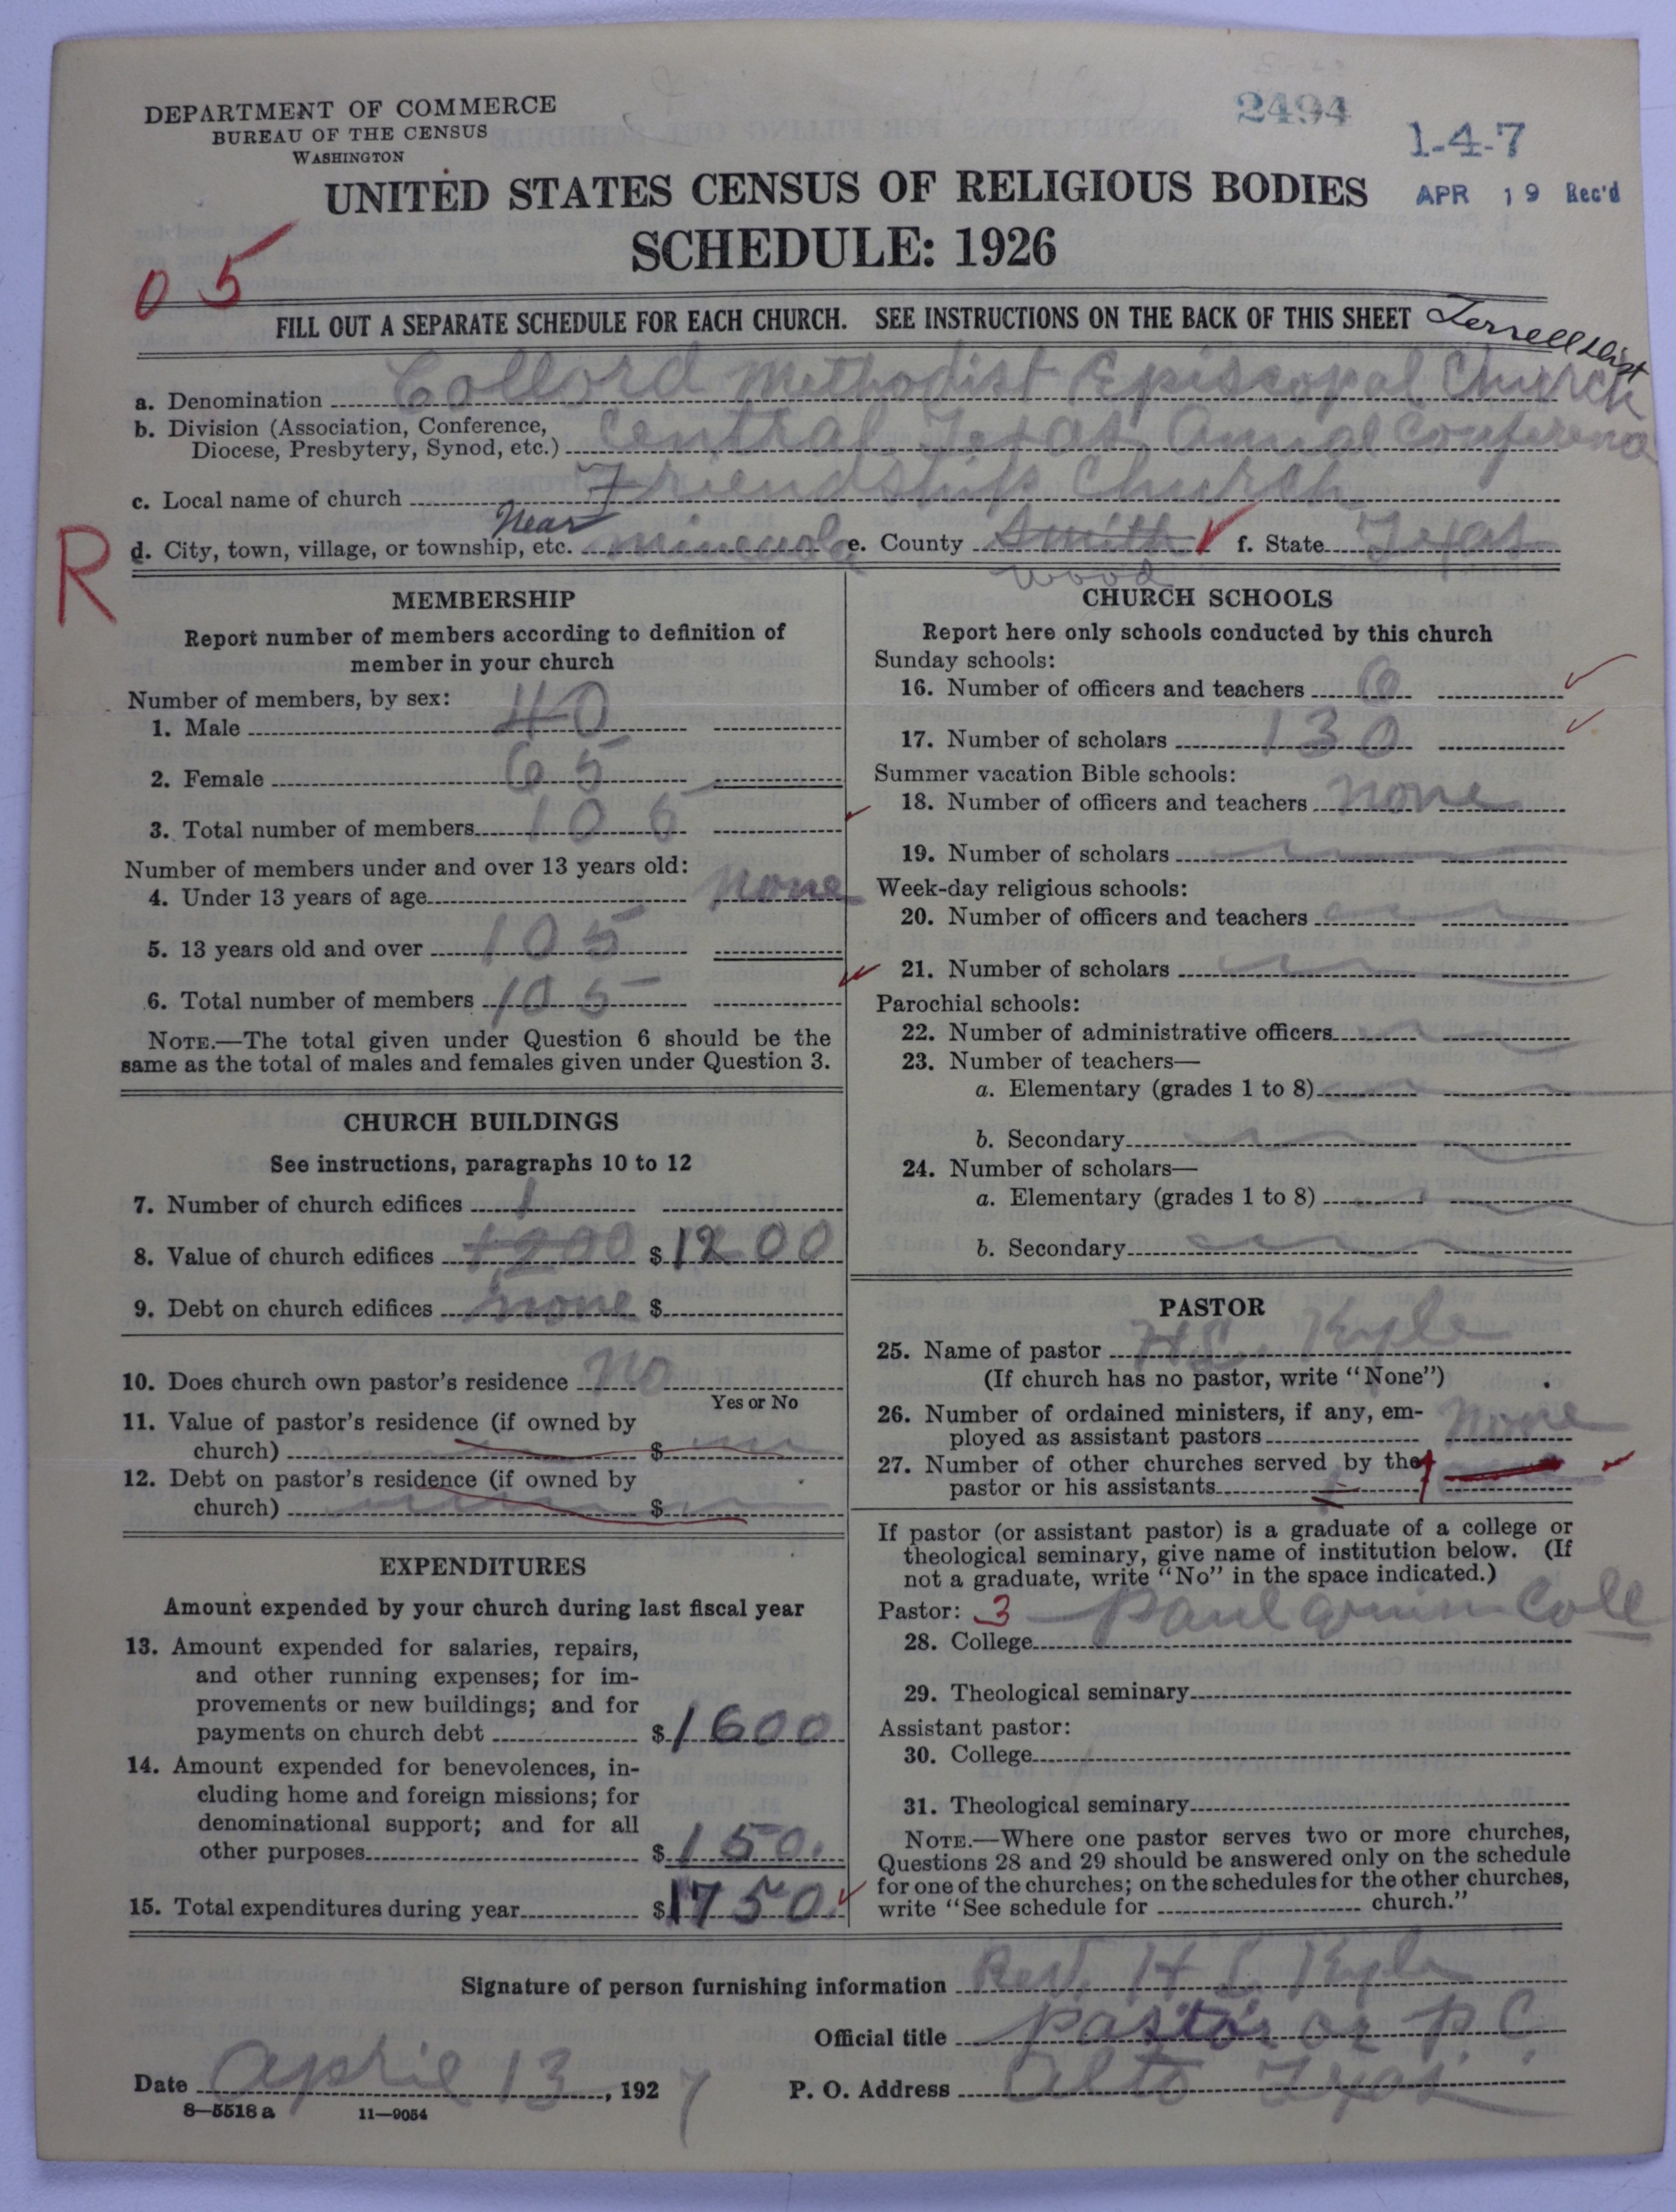 2494
1-4-7
APR 19 Rec'd
DEPARTMENT OF COMMERCE
BUREAU OF THE CENSUS
WASHINGTON
UNITED STATES CENSUS OF RELIGIOUS BODIES
SCHEDULE: 1926
05
FILL OUT A SEPARATE SCHEDULE FOR EACH CHURCH. SEE INSTRUCTIONS ON THE BACK OF THIS SHEET
Terrell Dist
a. Denomination Collord Methodist Episcopal Church
b. Division (Association, Conference,
Diocese, Presbytery, Synod, etc.) Central Texas Annual Conference
c. Local name of church Friendship Church
R
d. City, town, village, or township, etc. Near mineola e. County Smith f. State Texas
Wood
MEMBERSHIP
Report number of members according to definition of
member in your church
Number of members, by sex:
1. Male 40
2. Female 65
3. Total number of members 105
Number of members under and over 13 years old:
4. Under 13 years of age none
5. 13 years old and over 105
6. Total number of members 105
NOTE.—The total given under Question 6 should be the
same as the total of males and females given under Question 3.
CHURCH BUILDINGS
See instructions, paragraphs 10 to 12
7. Number of church edifices 1
8. Value of church edifices 1200 $ 1200
9. Debt on church edifices none $
10. Does church own pastor's residence No
Yes or No
11. Value of pastor's residence (if owned by
church) $
12. Debt on pastor's residence (if owned by
church) $
EXPENDITURES
Amount expended by your church during last fiscal year
13. Amount expended for salaries, repairs,
and other running expenses; for im-
provements or new buildings; and for
payments on church debt $ 1600
14. Amount expended for benevolences, in-
cluding home and foreign missions; for
denominational support; and for all
other purposes $ 150.
15. Total expenditures during year $ 1750.
CHURCH SCHOOLS
Report here only schools conducted by this church
Sunday schools:
16. Number of officers and teachers 6
17. Number of scholars 130
Summer vacation Bible schools:
18. Number of officers and teachers none
19. Number of scholars
Week-day religious schools:
20. Number of officers and teachers
21. Number of scholars
Parochial schools:
22. Number of administrative officers
23. Number of teachers—
a. Elementary (grades 1 to 8)
b. Secondary
24. Number of scholars—
a. Elementary (grades 1 to 8)
b. Secondary
PASTOR
25. Name of pastor H.L. Kyle
(If church has no pastor, write "None")
26. Number of ordained ministers, if any, em-
ployed as assistant pastors none
27. Number of other churches served by the
pastor or his assistants
If pastor (or assistant pastor) is a graduate of a college or
theological seminary, give name of institution below. (If
not a graduate, write "No" in the space indicated.)
Pastor: 3 Paul Quinn Coll
28. College
29. Theological seminary
Assistant pastor:
30. College
31. Theological seminary
NOTE.—Where one pastor serves two or more churches,
Questions 28 and 29 should be answered only on the schedule
for one of the churches; on the schedules for the other churches,
write "See schedule for church."
Signature of person furnishing information Rev. H L Kyle
Official title Pastor or P.C.
Date April 13, 1927 P. O. Address Alto Texas
8—5518 a 11—9054